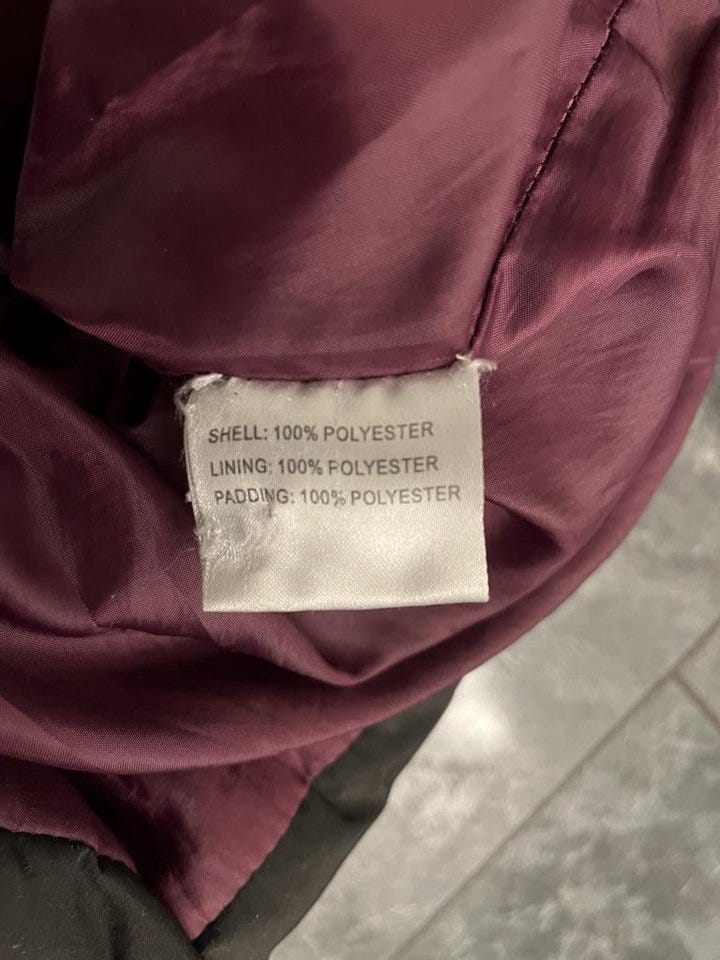 SHELL: 100% POLYESTER
LINING: 100% POLYESTER
PADDING: 100% POLYESTER